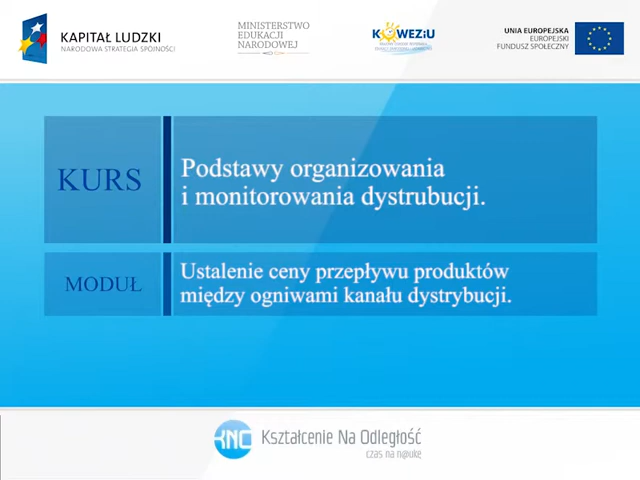 KAPITAŁ LUDZKI
NARODOWA STRATEGIA SPÓJNOŚCI
MINISTERSTWO
EDUKACJI
NARODOWEJ
KOWEZiU
UNIA EUROPEJSKA
EUROPEJSKI
FUNDUSZ SPOŁECZNY
KURS
Podstawy organizowania
i monitorowania dystrubucji.
MODUŁ
Ustalenie ceny przepływu produktów
między ogniwami kanału dystrybucji.
KNO Kształcenie Na Odległość
czas na n@ukę